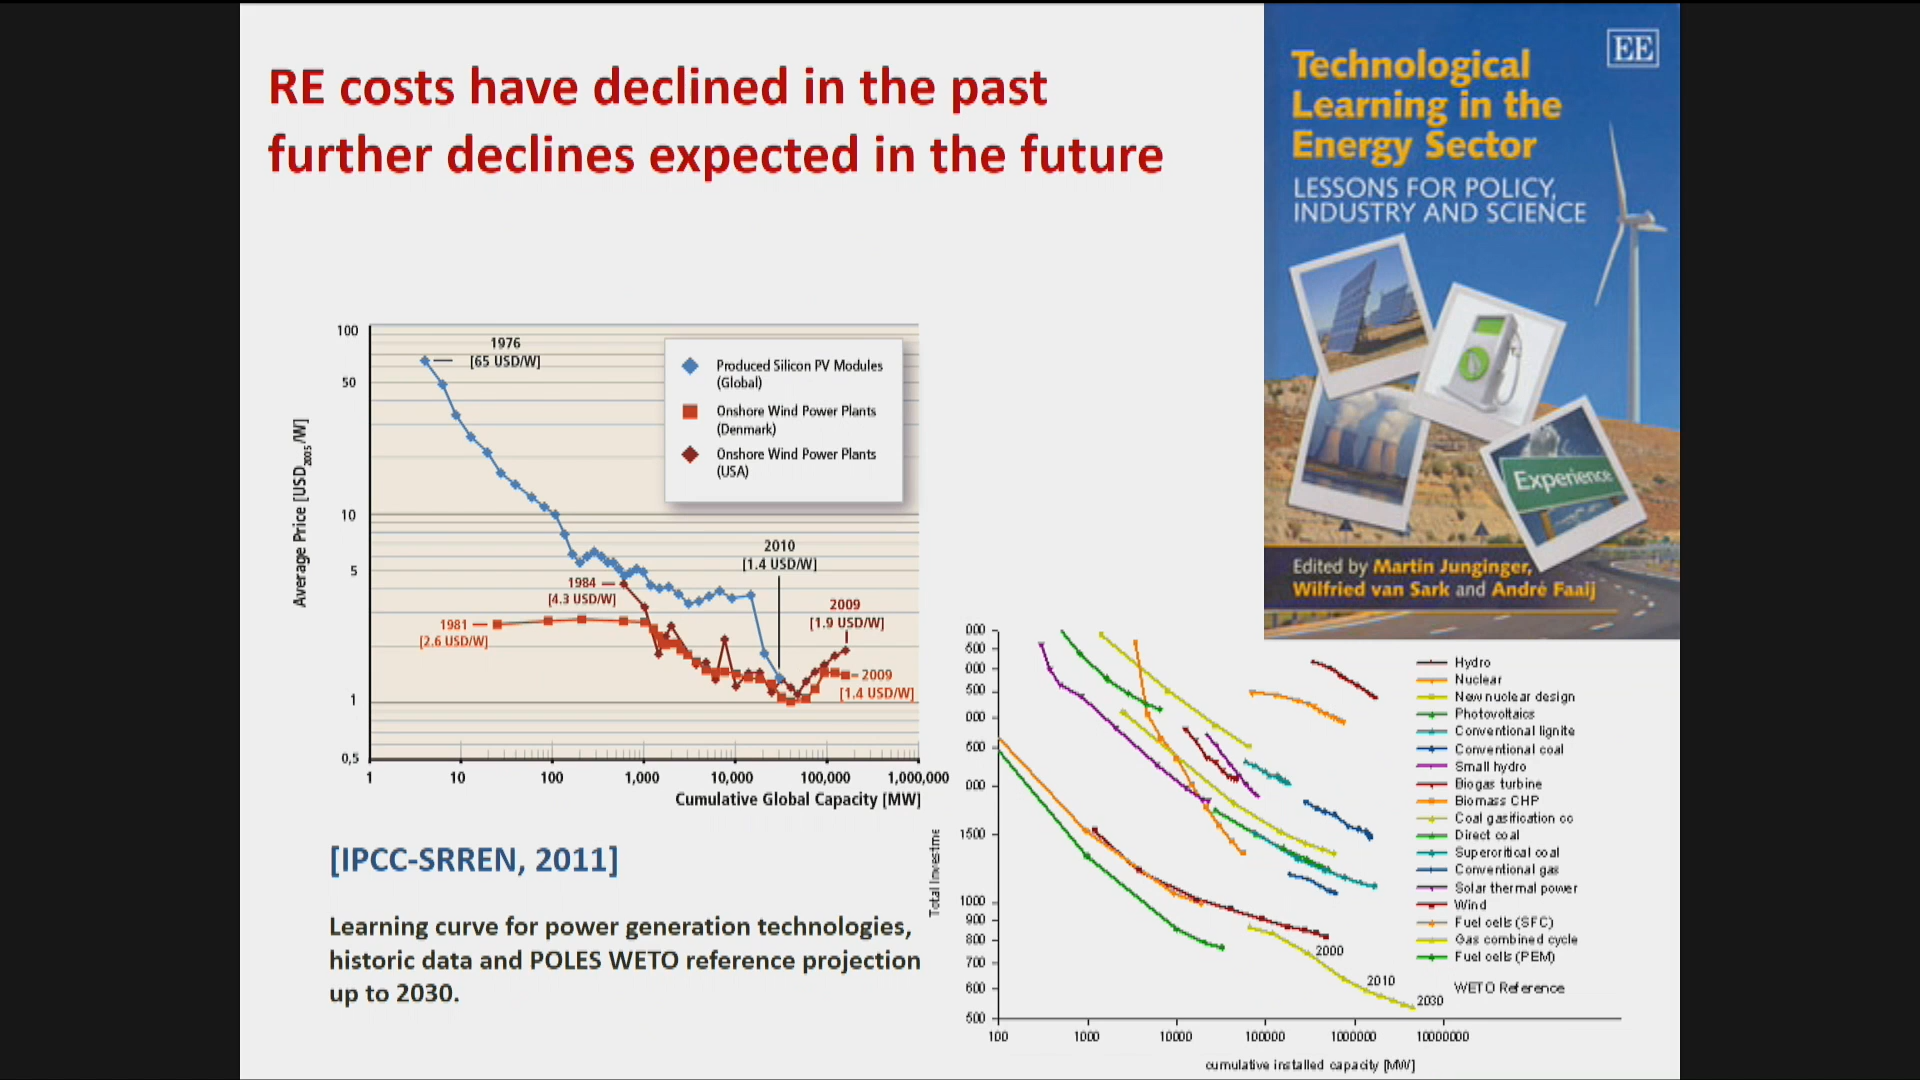 RE costs have declined in the past
further declines expected in the future
EE
Technological
Learning in the
Energy Sector
LESSONS FOR POLICY,
INDUSTRY AND SCIENCE
Experience
Edited by Martin Junginger,
Wilfried van Sark and André Faaij
Average Price [USD2005/W]
100
50
10
5
1
0,5
1976
[65 USD/W]
Produced Silicon PV Modules
(Global)
Onshore Wind Power Plants
(Denmark)
Onshore Wind Power Plants
(USA)
2010
[1.4 USD/W]
1984
[4.3 USD/W]
2009
[1.9 USD/W]
1981
[2.6 USD/W]
2009
[1.4 USD/W]
1 10 100 1,000 10,000 100,000 1,000,000
Cumulative Global Capacity [MW]
[IPCC-SRREN, 2011]
Learning curve for power generation technologies,
historic data and POLES WETO reference projection
up to 2030.
Total Investme
000
500
000
500
000
1500
1000
900
800
700
600
500
Hydro
Nuclear
New nuclear design
Photovoltaics
Conventional lignite
Conventional coal
Small hydro
Biogas turbine
Biomass CHP
Coal gasification cc
Direct coal
Supercritical coal
Conventional gas
Solar thermal power
Wind
Fuel cells (SFC)
Gas combined cycle
Fuel cells (PEM)
WETO Reference
2000
2010
2030
100 1000 10000 100000 1000000 10000000
cumulative installed capacity [MW]